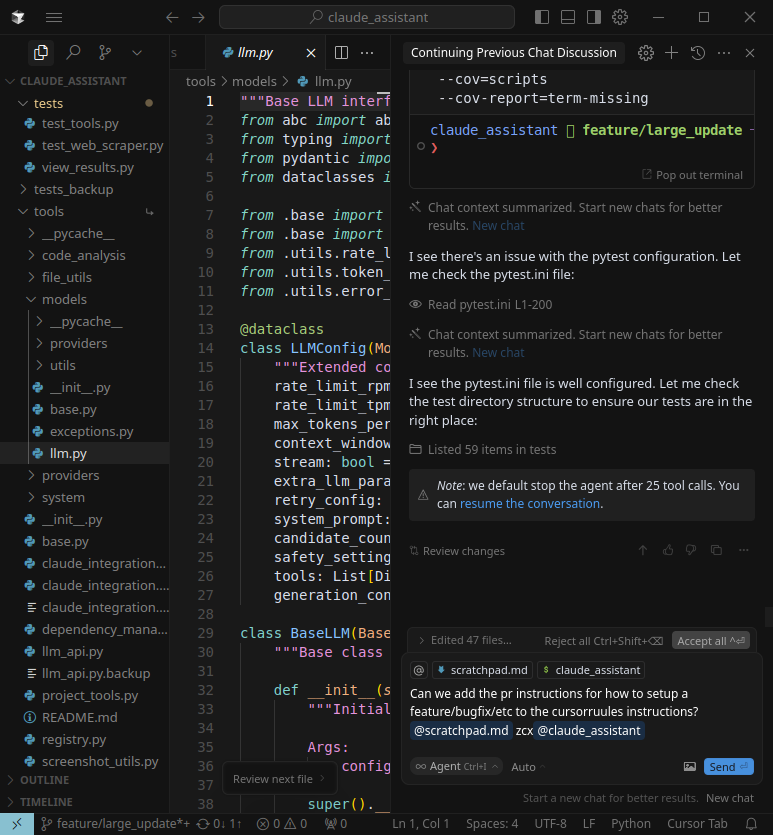 claude_assistant
s
llm.py
Continuing Previous Chat Discussion
CLAUDE_ASSISTANT
tests
test_tools.py
test_web_scraper.py
view_results.py
tests_backup
tools
__pycache__
code_analysis
file_utils
models
__pycache__
providers
utils
__init__.py
base.py
exceptions.py
llm.py
providers
system
__init__.py
base.py
claude_integration...
claude_integration....
claude_integration....
dependency_mana...
llm_api.py
llm_api.py.backup
project_tools.py
README.md
registry.py
screenshot_utils.py
OUTLINE
TIMELINE
tools > models > llm.py
1 """Base LLM interf
2 from abc import ab
3 from typing import
4 from pydantic impo
5 from dataclasses i
6
7 from .base import
8 from .base import
9 from .utils.rate_l
10 from .utils.token_
11 from .utils.error_
12
13 @dataclass
14 class LLMConfig(Mo
15 """Extended co
16 rate_limit_rpm
17 rate_limit_tpm
18 max_tokens_per
19 context_window
20 stream: bool =
21 extra_llm_para
22 retry_config:
23 system_prompt:
24 candidate_coun
25 safety_setting
26 tools: List[Di
27 generation_con
28
29 class BaseLLM(Base
30 """Base class
31
32 def __init__(s
33 """Initial
34
35 Args:
36 config
37
38 super().__
Review next file
--cov=scripts
--cov-report=term-missing
claude_assistant feature/large_update
❯
Pop out terminal
Chat context summarized. Start new chats for better
results. New chat
I see there's an issue with the pytest configuration. Let
me check the pytest.ini file:
Read pytest.ini L1-200
Chat context summarized. Start new chats for better
results. New chat
I see the pytest.ini file is well configured. Let me check
the test directory structure to ensure our tests are in the
right place:
Listed 59 items in tests
Note: we default stop the agent after 25 tool calls. You
can resume the conversation.
Review changes
Edited 47 files... Reject all Ctrl+Shift+⌫ Accept all ^⏎
@ scratchpad.md $ claude_assistant
Can we add the pr instructions for how to setup a
feature/bugfix/etc to the cursorruules instructions?
@scratchpad.md zcx @claude_assistant
∞ Agent Ctrl+I Auto Send ⏎
Start a new chat for better results. New chat
feature/large_update*+ 0↓ 1↑ 0 0 0 Ln 1, Col 1 Spaces: 4 UTF-8 LF Python Cursor Tab